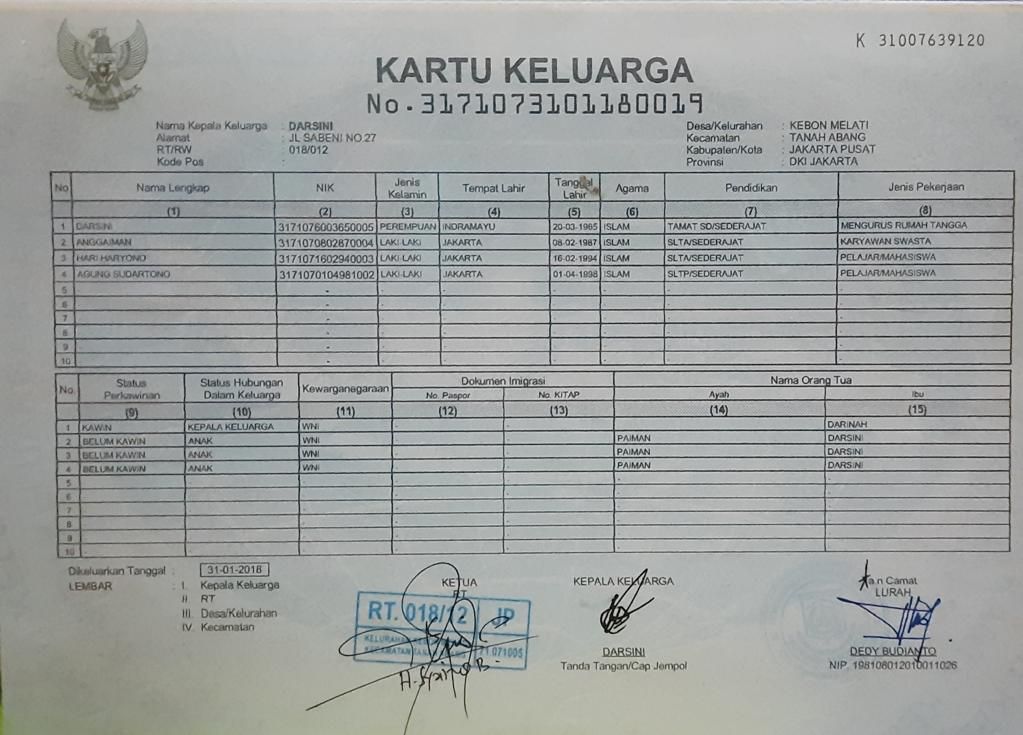 K 31007639120
KARTU KELUARGA
No. 3171073101180019
Nama Kepala Keluarga : DARSINI
Alamat : JL SABENI NO.27
RT/RW : 018/012
Kode Pos :
Desa/Kelurahan : KEBON MELATI
Kecamatan : TANAH ABANG
Kabupaten/Kota : JAKARTA PUSAT
Provinsi : DKI JAKARTA
No Nama Lengkap NIK Jenis Kelamin Tempat Lahir Tanggal Lahir Agama Pendidikan Jenis Pekerjaan
(1) (2) (3) (4) (5) (6) (7) (8)
1 DARSINI 3171076003650005 PEREMPUAN INDRAMAYU 20-03-1965 ISLAM TAMAT SD/SEDERAJAT MENGURUS RUMAH TANGGA
2 ANGGAIMAN 3171070802870004 LAKI-LAKI JAKARTA 08-02-1987 ISLAM SLTA/SEDERAJAT KARYAWAN SWASTA
3 HARI HARYONO 3171071602940003 LAKI-LAKI JAKARTA 16-02-1994 ISLAM SLTA/SEDERAJAT PELAJAR/MAHASISWA
4 AGUNG SUDARTONO 3171070104981002 LAKI-LAKI JAKARTA 01-04-1998 ISLAM SLTP/SEDERAJAT PELAJAR/MAHASISWA
5 -
6 -
7 -
8 -
9 -
10 -
No Status Perkawinan Status Hubungan Dalam Keluarga Kewarganegaraan Dokumen Imigrasi Nama Orang Tua
No. Paspor No. KITAP Ayah Ibu
(9) (10) (11) (12) (13) (14) (15)
1 KAWIN KEPALA KELUARGA WNI DARINAH
2 BELUM KAWIN ANAK WNI PAIMAN DARSINI
3 BELUM KAWIN ANAK WNI PAIMAN DARSINI
4 BELUM KAWIN ANAK WNI PAIMAN DARSINI
5
6
7
8
9
10
Dikeluarkan Tanggal : 31-01-2018
LEMBAR : I. Kepala Keluarga
II. RT
III. Desa/Kelurahan
IV. Kecamatan
KETUA
RT
RT. 018/12 JP
KELURAHAN
KECAMATAN TANAH ABANG 71.071005
KEPALA KELUARGA
DARSINI
Tanda Tangan/Cap Jempol
a.n Camat
LURAH
DEDY BUDIANTO
NIP. 198106012010011026